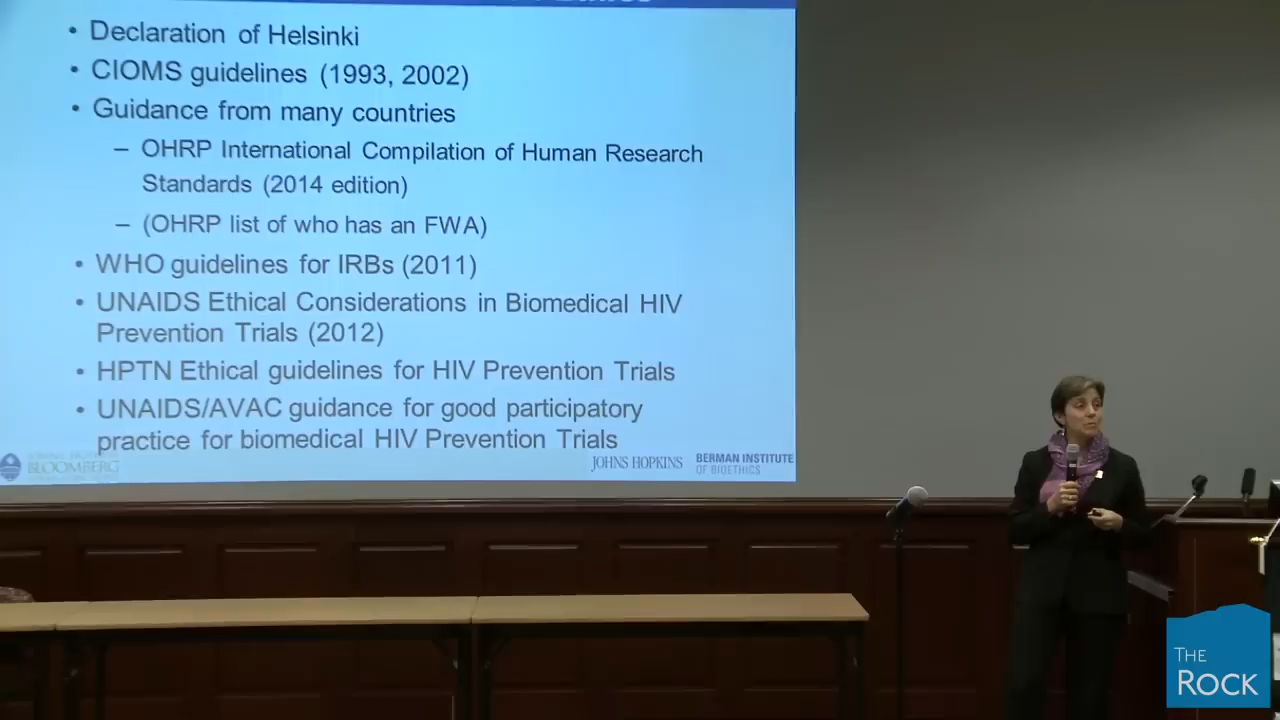 • Declaration of Helsinki
• CIOMS guidelines (1993, 2002)
• Guidance from many countries
– OHRP International Compilation of Human Research
Standards (2014 edition)
– (OHRP list of who has an FWA)
• WHO guidelines for IRBs (2011)
• UNAIDS Ethical Considerations in Biomedical HIV
Prevention Trials (2012)
• HPTN Ethical guidelines for HIV Prevention Trials
• UNAIDS/AVAC guidance for good participatory
practice for biomedical HIV Prevention Trials
BLOOMBERG
JOHNS HOPKINS
BERMAN INSTITUTE
OF BIOETHICS
THE
ROCK